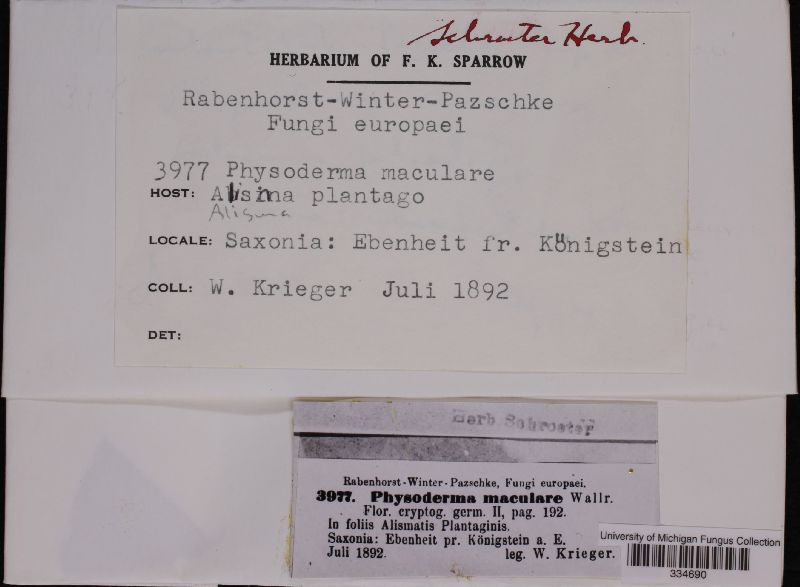 Schroeter Herb.
HERBARIUM OF F. K. SPARROW
Rabenhorst-Winter-Pazschke
Fungi europaei
3977 Physoderma maculare
HOST: Alisma plantago
Alisma
LOCALE: Saxonia: Ebenheit fr. Königstein
COLL: W. Krieger Juli 1892
DET:
Herb Schroeter
Rabenhorst-Winter-Pazschke, Fungi europaei.
3977. Physoderma maculare Wallr.
Flor. cryptog. germ. II, pag. 192.
In foliis Alismatis Plantaginis.
Saxonia: Ebenheit pr. Königstein a. E.
Juli 1892. leg. W. Krieger.
University of Michigan Fungus Collection
334690